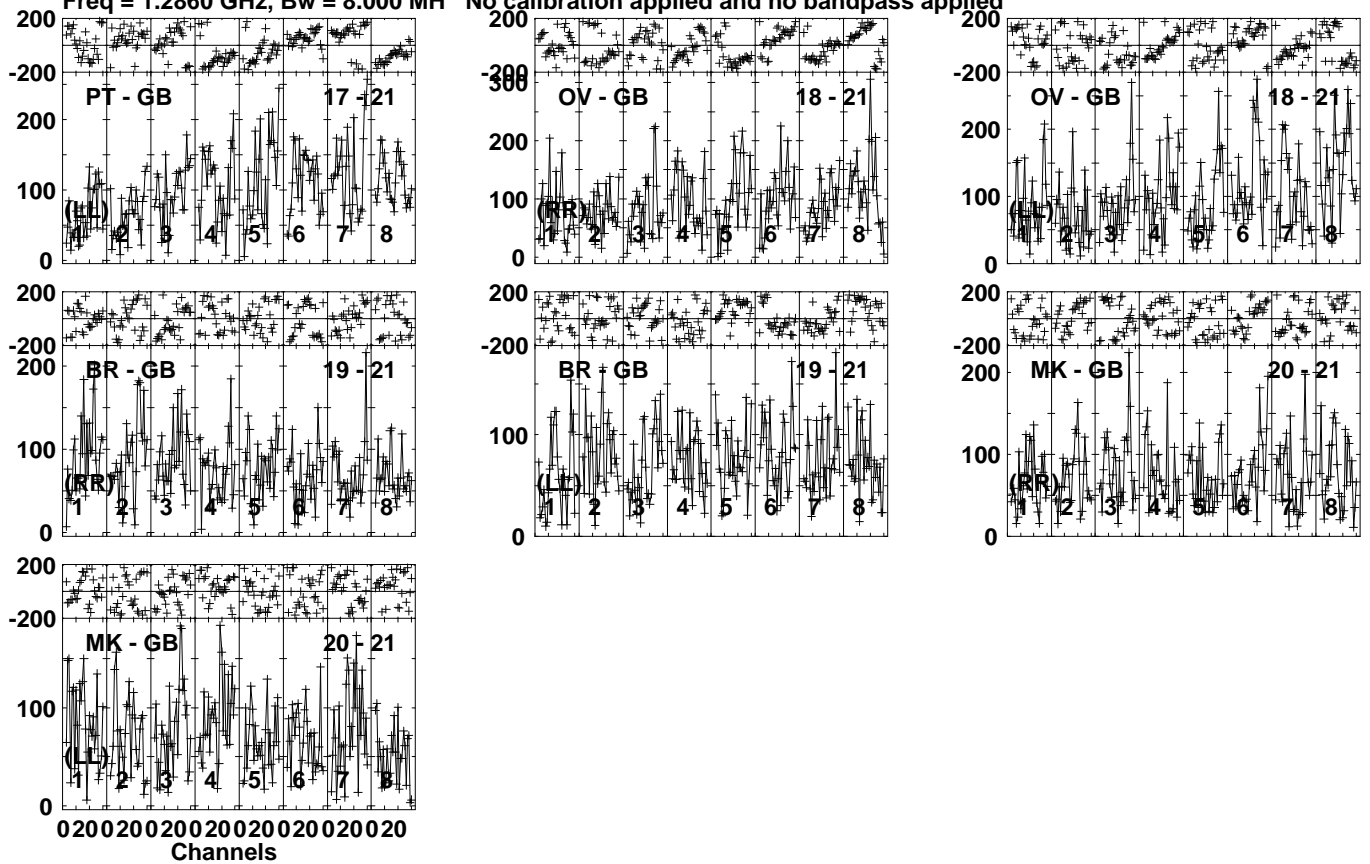 Freq = 1.2860 GHz, Bw = 8.000 MH No calibration applied and no bandpass applied
200
-200
PT - GB 17 - 21
200
100
0
(LL)
1 2 3 4 5 6 7 8
200
-200
300
OV - GB 18 - 21
200
100
0
(RR)
1 2 3 4 5 6 7 8
200
-200
OV - GB 18 - 21
200
100
0
(LL)
1 2 3 4 5 6 7 8
200
-200
BR - GB 19 - 21
200
100
0
(RR)
1 2 3 4 5 6 7 8
200
-200
BR - GB 19 - 21
100
0
(LL)
1 2 3 4 5 6 7 8
200
-200
MK - GB 20 - 21
200
100
0
(RR)
1 2 3 4 5 6 7 8
200
-200
MK - GB 20 - 21
100
0
(LL)
1 2 3 4 5 6 7 8
0 20 0 20 0 20 0 20 0 20 0 20 0 20 0 20
Channels